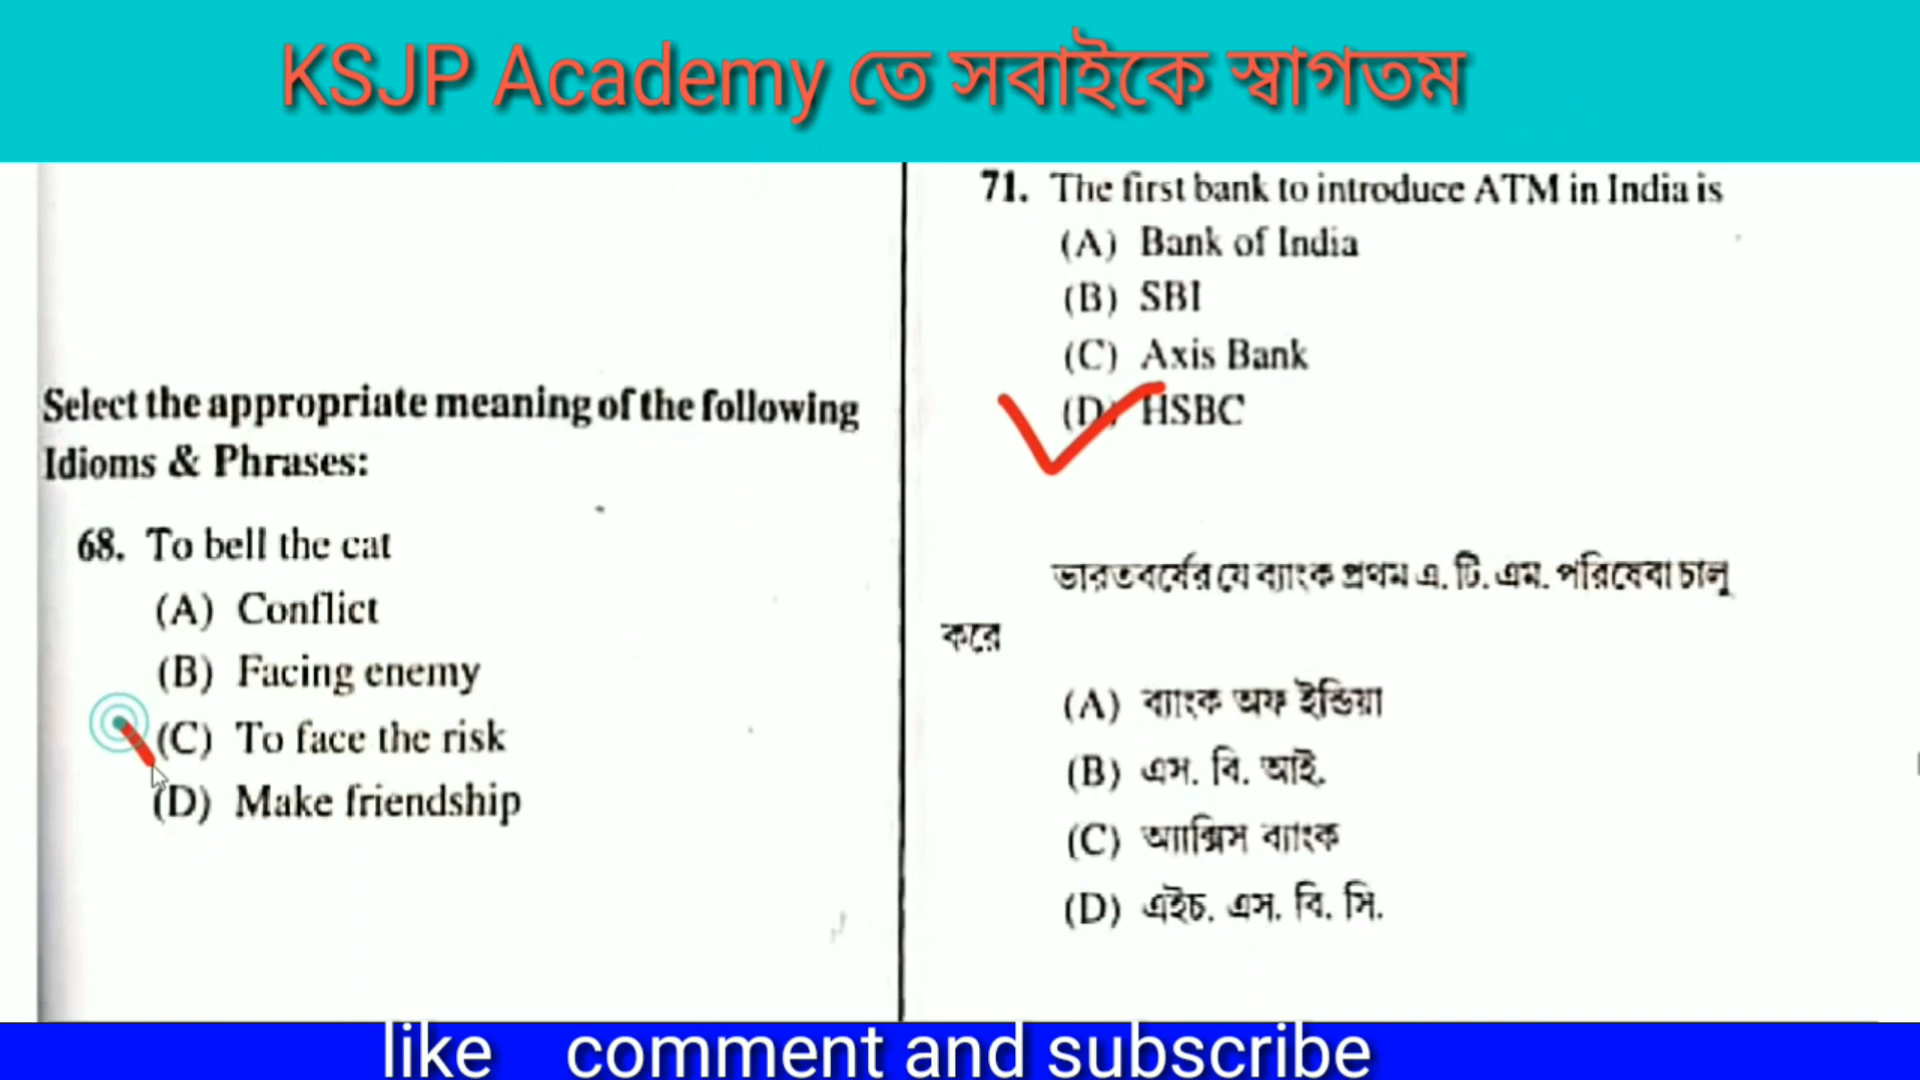 KSJP Academy তে সবাইকে স্বাগতম
Select the appropriate meaning of the following
Idioms & Phrases:
68. To bell the cat
(A) Conflict
(B) Facing enemy
(C) To face the risk
(D) Make friendship
71. The first bank to introduce ATM in India is
(A) Bank of India
(B) SBI
(C) Axis Bank
(D) HSBC
ভারতবর্ষের যে ব্যাংক প্রথম এ. টি. এম. পরিষেবা চালু
করে
(A) ব্যাংক অফ ইন্ডিয়া
(B) এস. বি. আই.
(C) অ্যাক্সিস ব্যাংক
(D) এইচ. এস. বি. সি.
like comment and subscribe